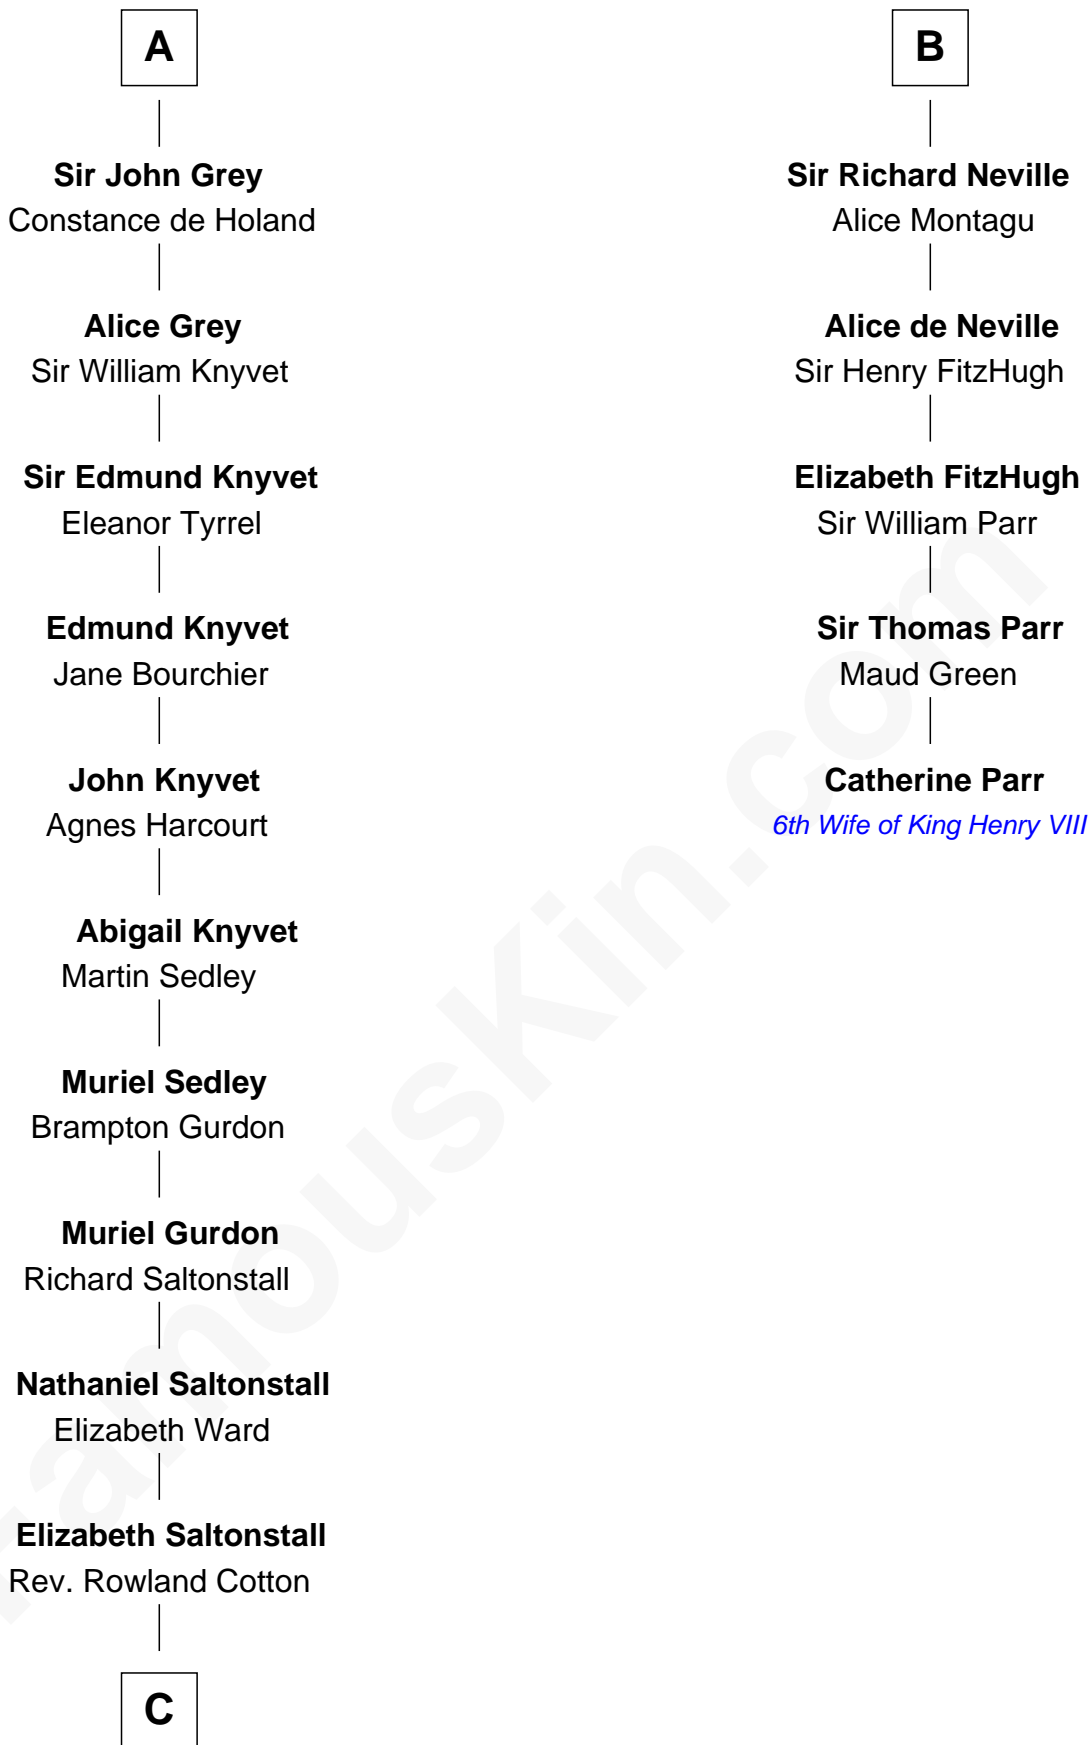 A
Sir John Grey
Constance de Holand
Alice Grey
Sir William Knyvet
Sir Edmund Knyvet
Eleanor Tyrrel
Edmund Knyvet
Jane Bourchier
John Knyvet
Agnes Harcourt
Abigail Knyvet
Martin Sedley
Muriel Sedley
Brampton Gurdon
Muriel Gurdon
Richard Saltonstall
Nathaniel Saltonstall
Elizabeth Ward
Elizabeth Saltonstall
Rev. Rowland Cotton
C
B
Sir Richard Neville
Alice Montagu
Alice de Neville
Sir Henry FitzHugh
Elizabeth FitzHugh
Sir William Parr
Sir Thomas Parr
Maud Green
Catherine Parr
6th Wife of King Henry VIII
FamousKin.com